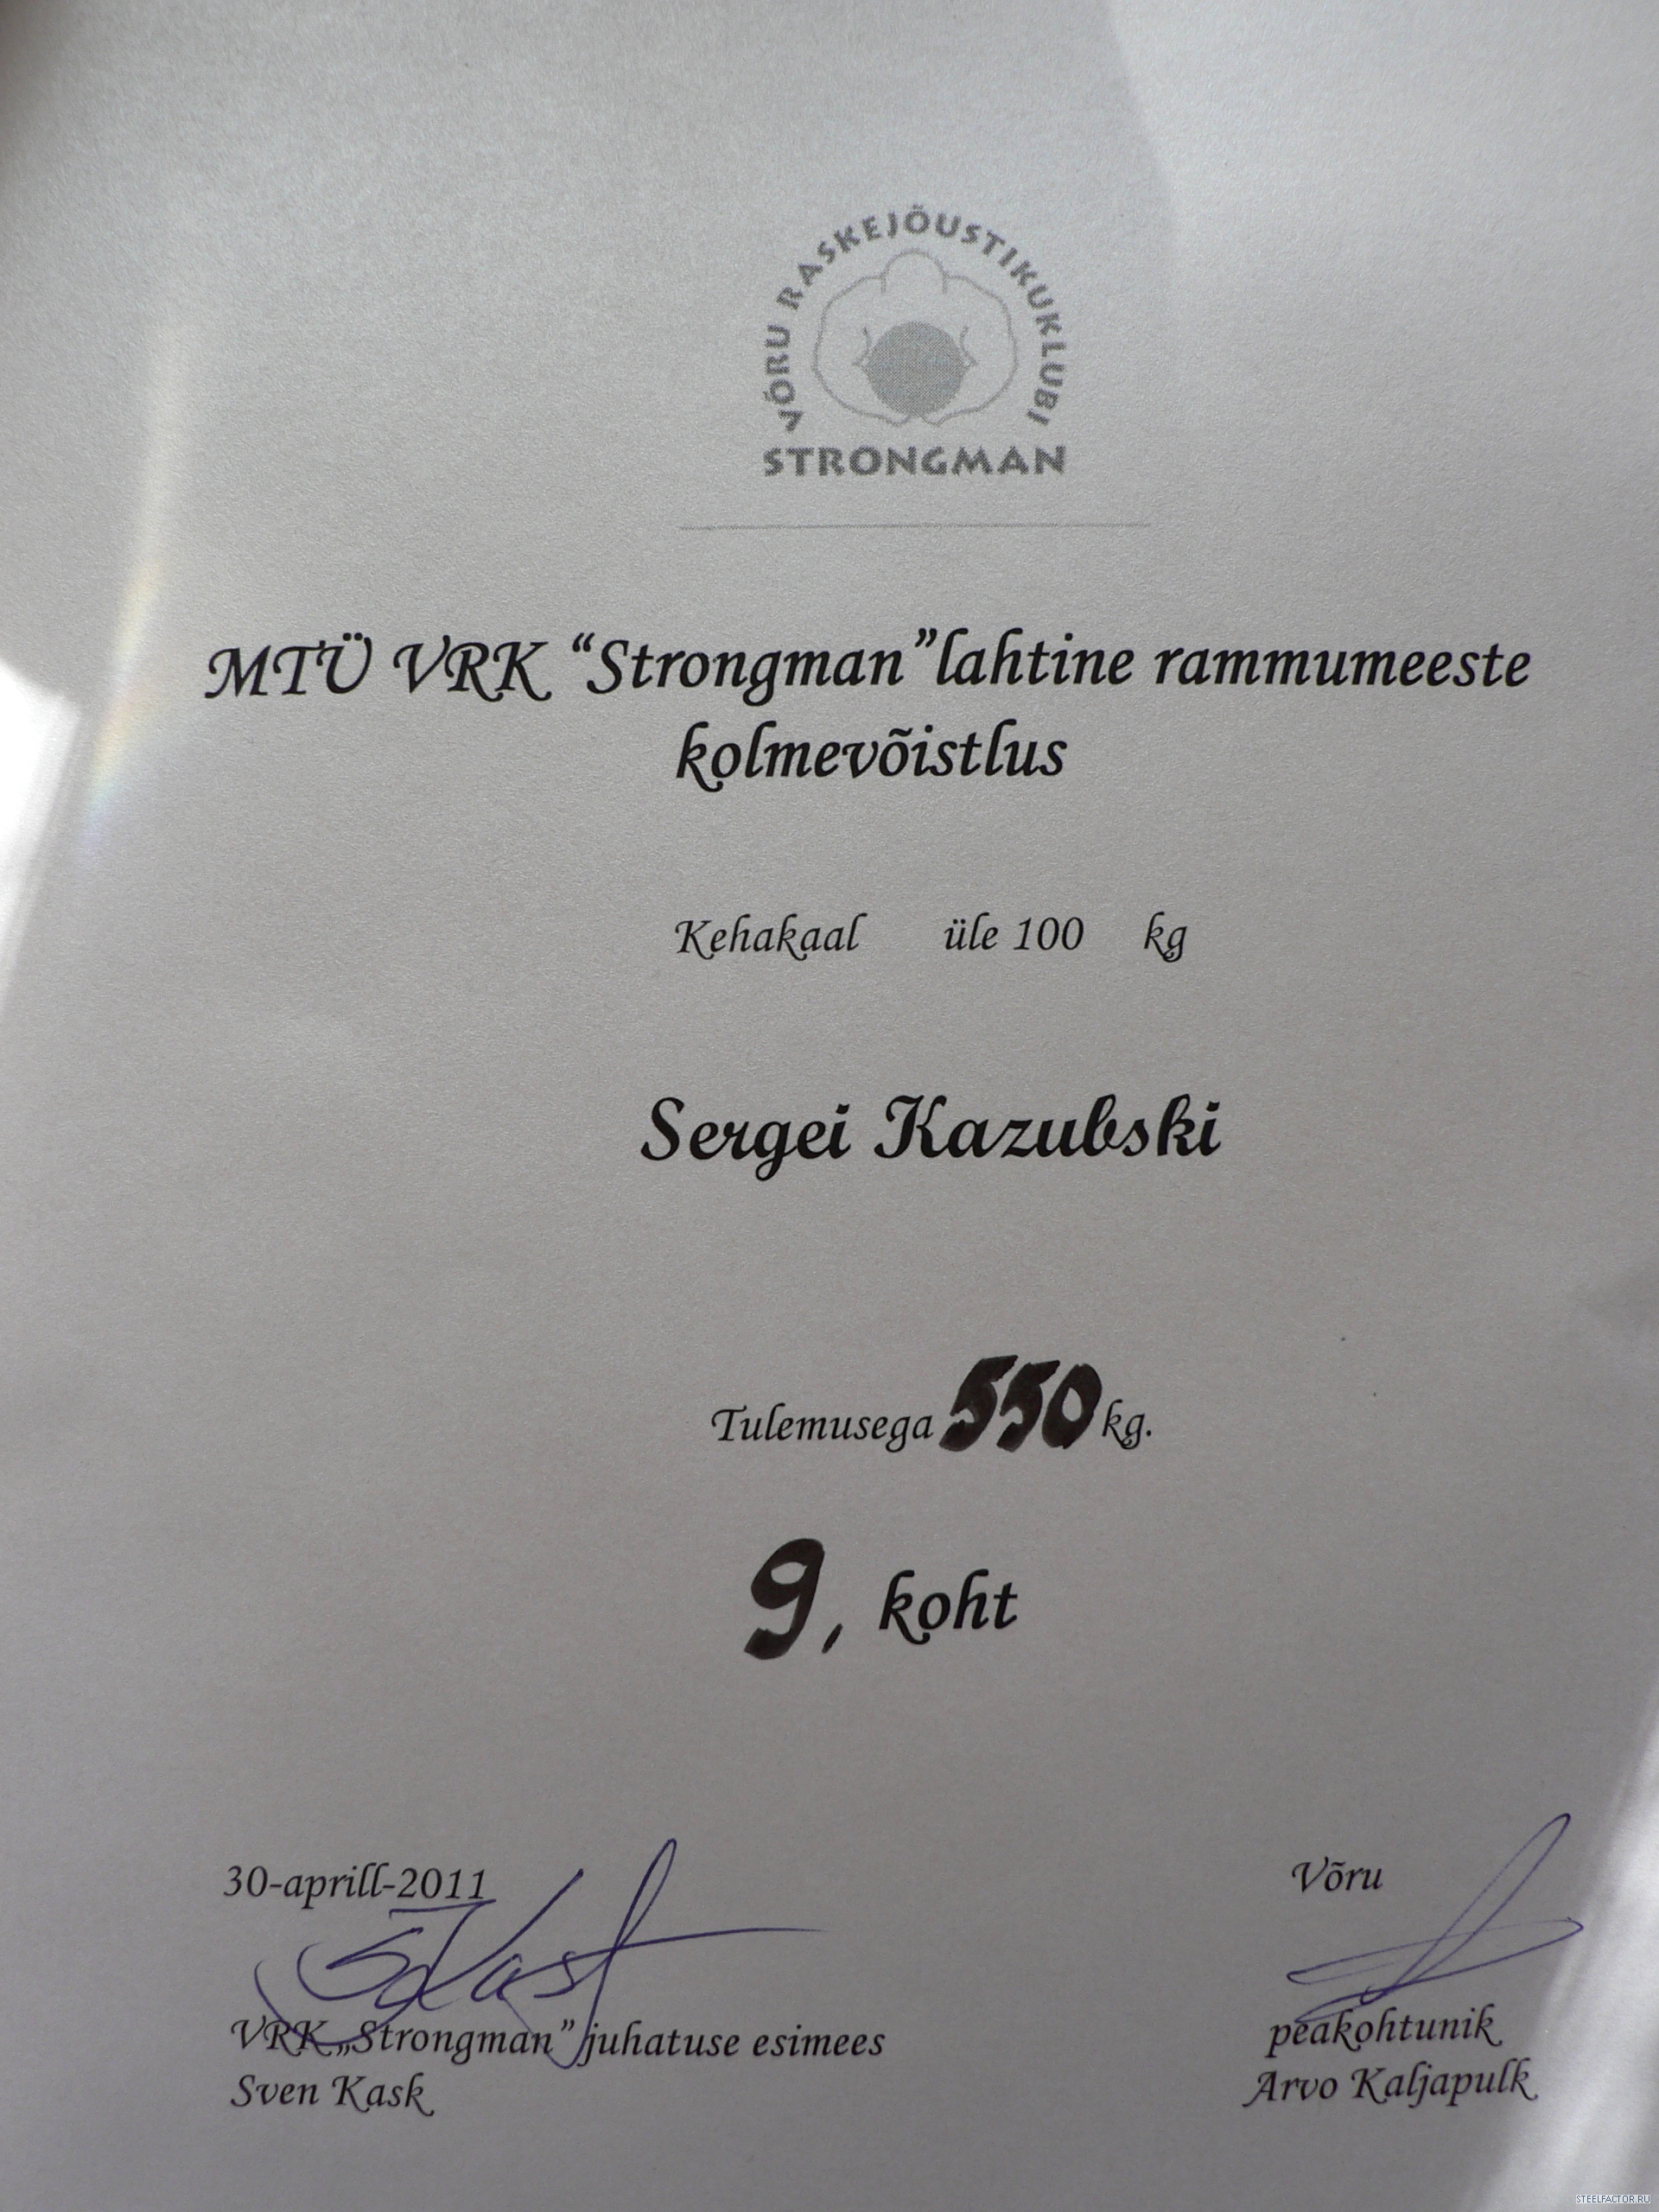 VÕRU RASKEJÕUSTIKUKLUBI
STRONGMAN
MTÜ VRK “Strongman”lahtine rammumeeste
kolmevõistlus
Kehakaal üle 100 kg
Sergei Kazubski
Tulemusega 550 kg.
9, koht
30-aprill-2011 Võru
VRK„Strongman” juhatuse esimees peakohtunik
Sven Kask Arvo Kaljapulk
STEELFACTOR.RU